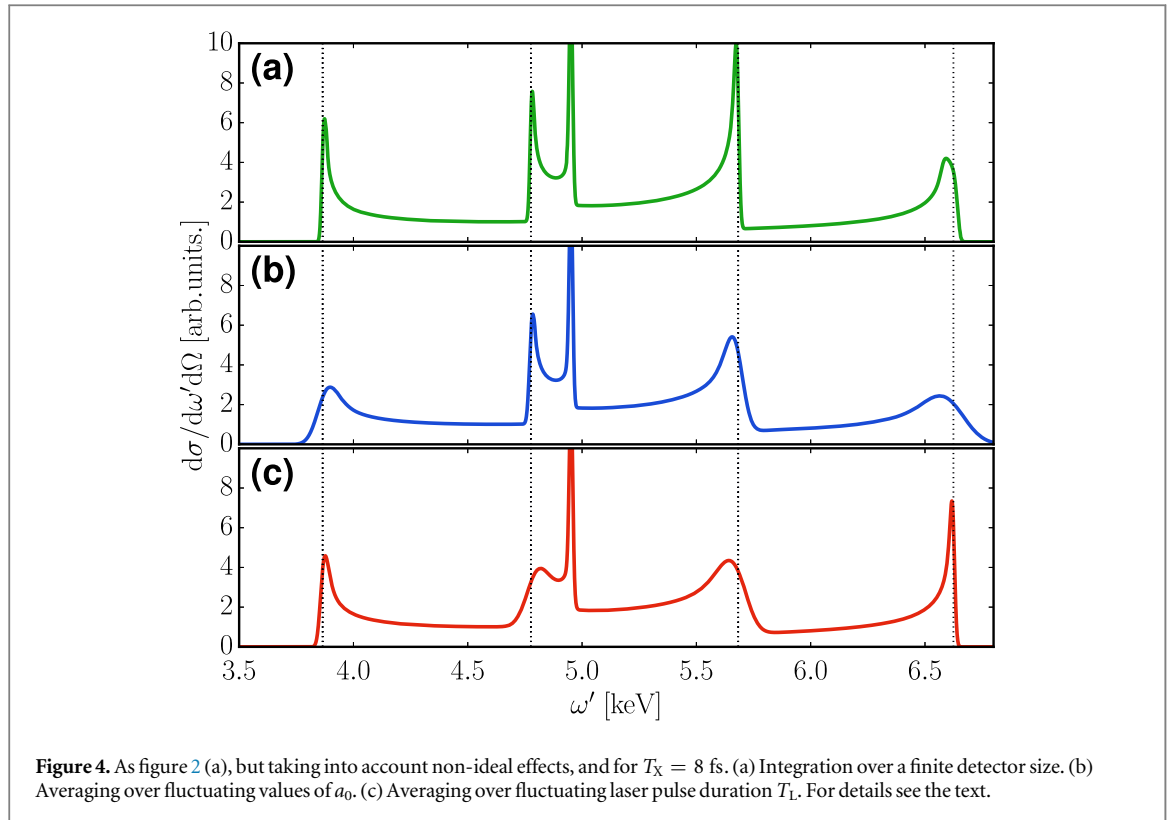 (a)
10
8
6
4
2
0
(b)
8
6
4
2
0
(c)
8
6
4
2
0
dσ/dω′dΩ [arb.units.]
3.5 4.0 4.5 5.0 5.5 6.0 6.5
ω′ [keV]
Figure 4. As figure 2 (a), but taking into account non-ideal effects, and for T_X = 8 fs. (a) Integration over a finite detector size. (b)
Averaging over fluctuating values of a_0. (c) Averaging over fluctuating laser pulse duration T_L. For details see the text.